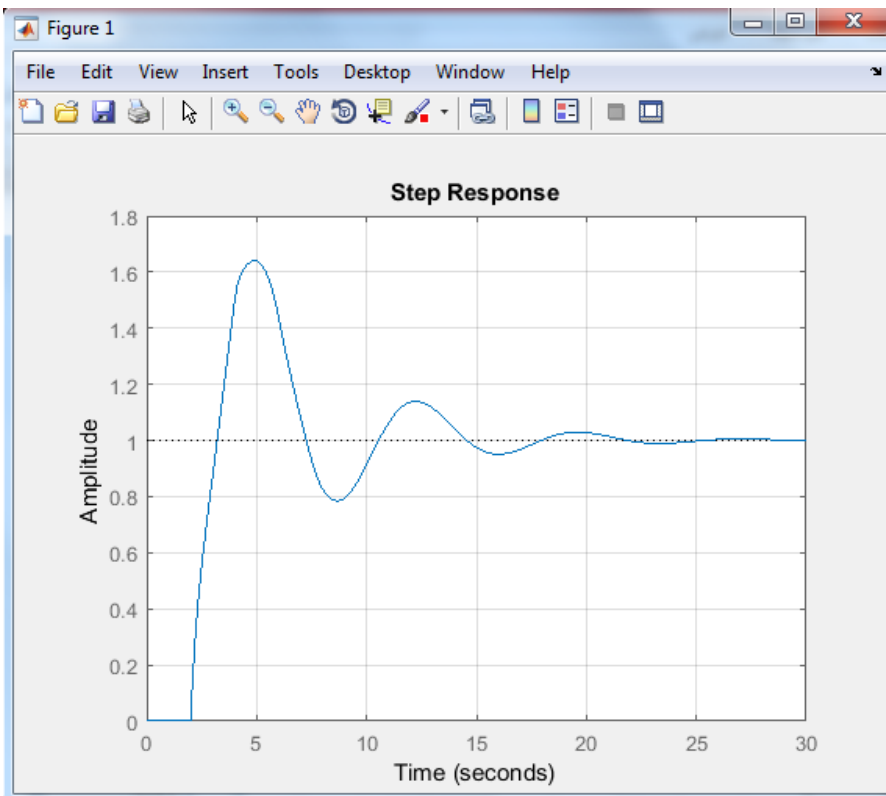 Figure 1
File Edit View Insert Tools Desktop Window Help
Step Response
1.8
1.6
1.4
1.2
1
0.8
0.6
0.4
0.2
0
Amplitude
0 5 10 15 20 25 30
Time (seconds)